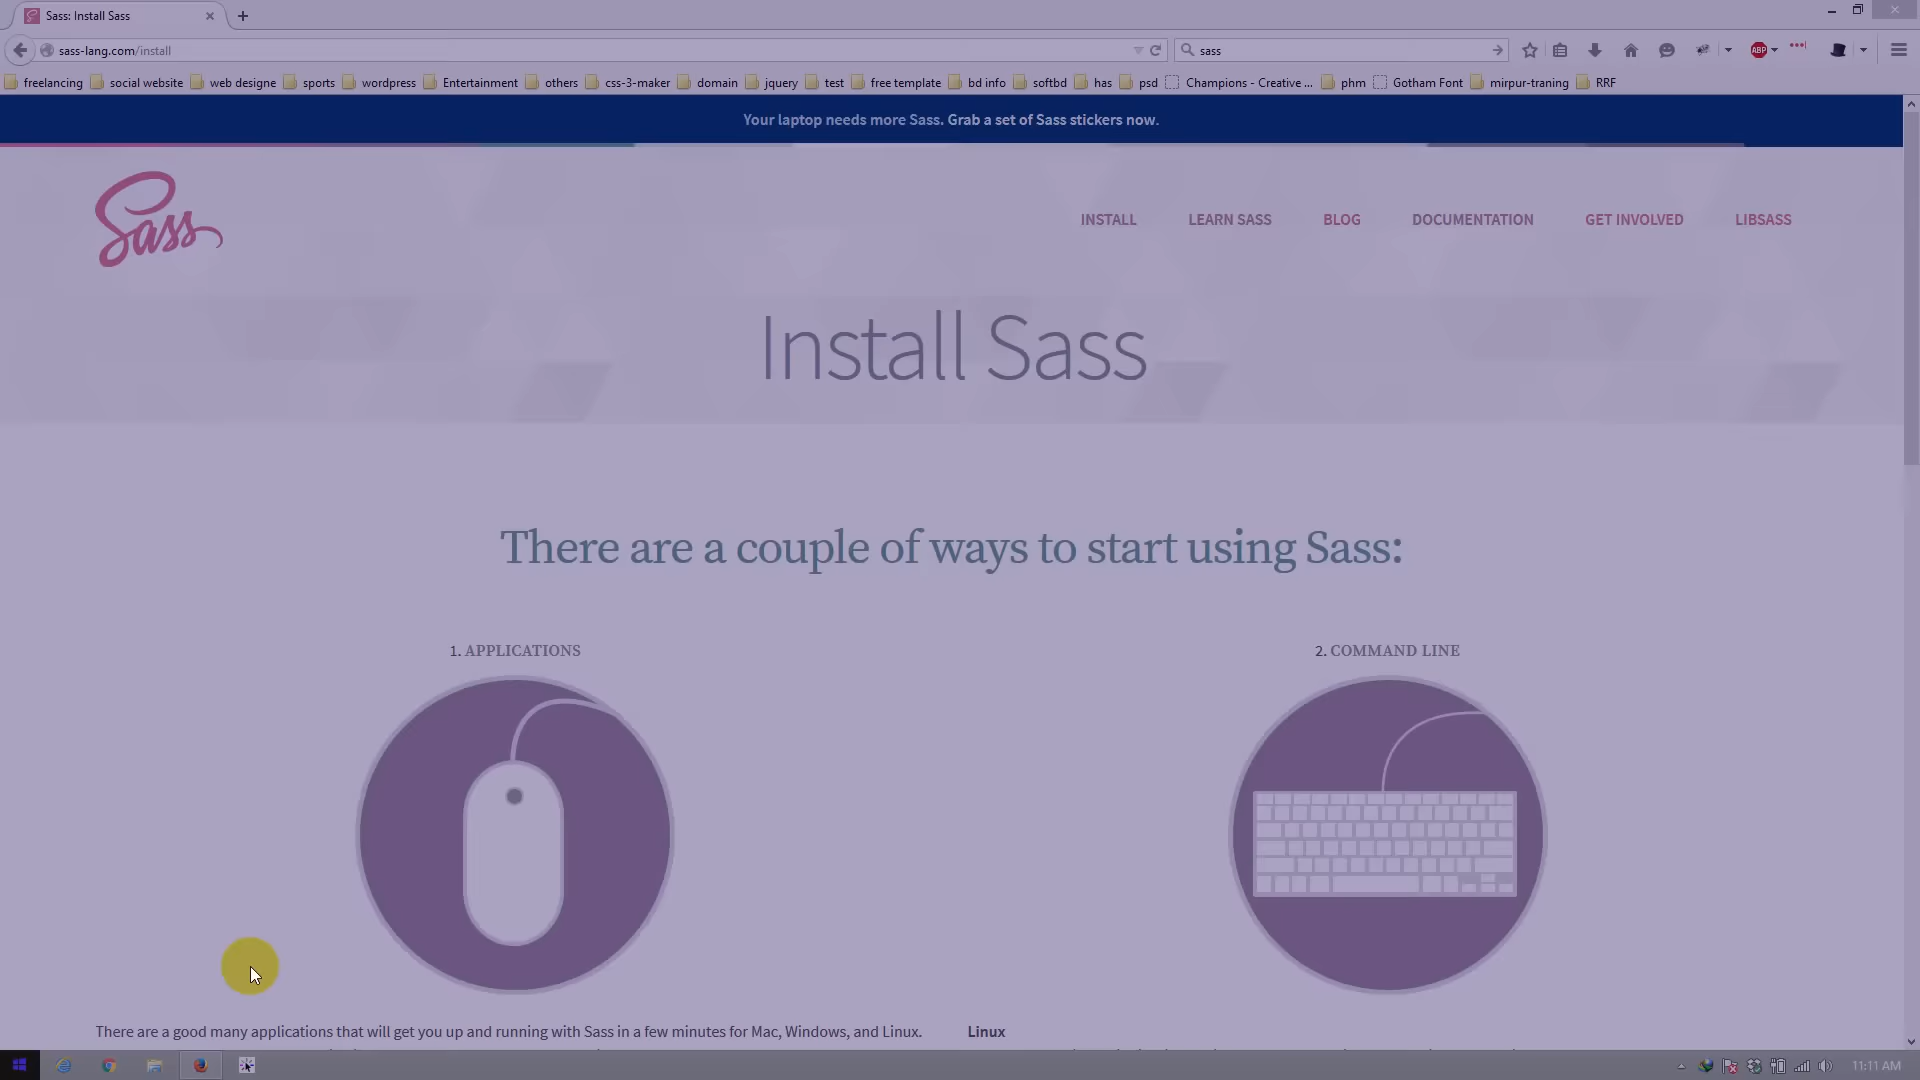 Sass: Install Sass
sass-lang.com/install
sass
ABP
freelancing social website web designe sports wordpress Entertainment others css-3-maker domain jquery test free template bd info softbd has psd Champions - Creative ... phm Gotham Font mirpur-traning RRF
Your laptop needs more Sass. Grab a set of Sass stickers now.
Sass
INSTALL LEARN SASS BLOG DOCUMENTATION GET INVOLVED LIBSASS
Install Sass
There are a couple of ways to start using Sass:
1. APPLICATIONS
2. COMMAND LINE
There are a good many applications that will get you up and running with Sass in a few minutes for Mac, Windows, and Linux.
Linux
11:11 AM